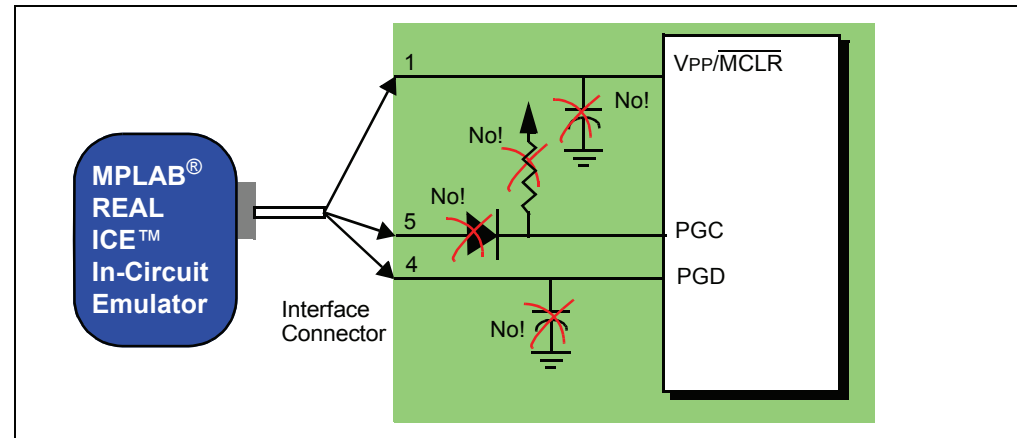 1
VPP/MCLR
No!
No!
MPLAB®
REAL
ICE™
In-Circuit
Emulator
No!
5
PGC
4
PGD
Interface
Connector
No!